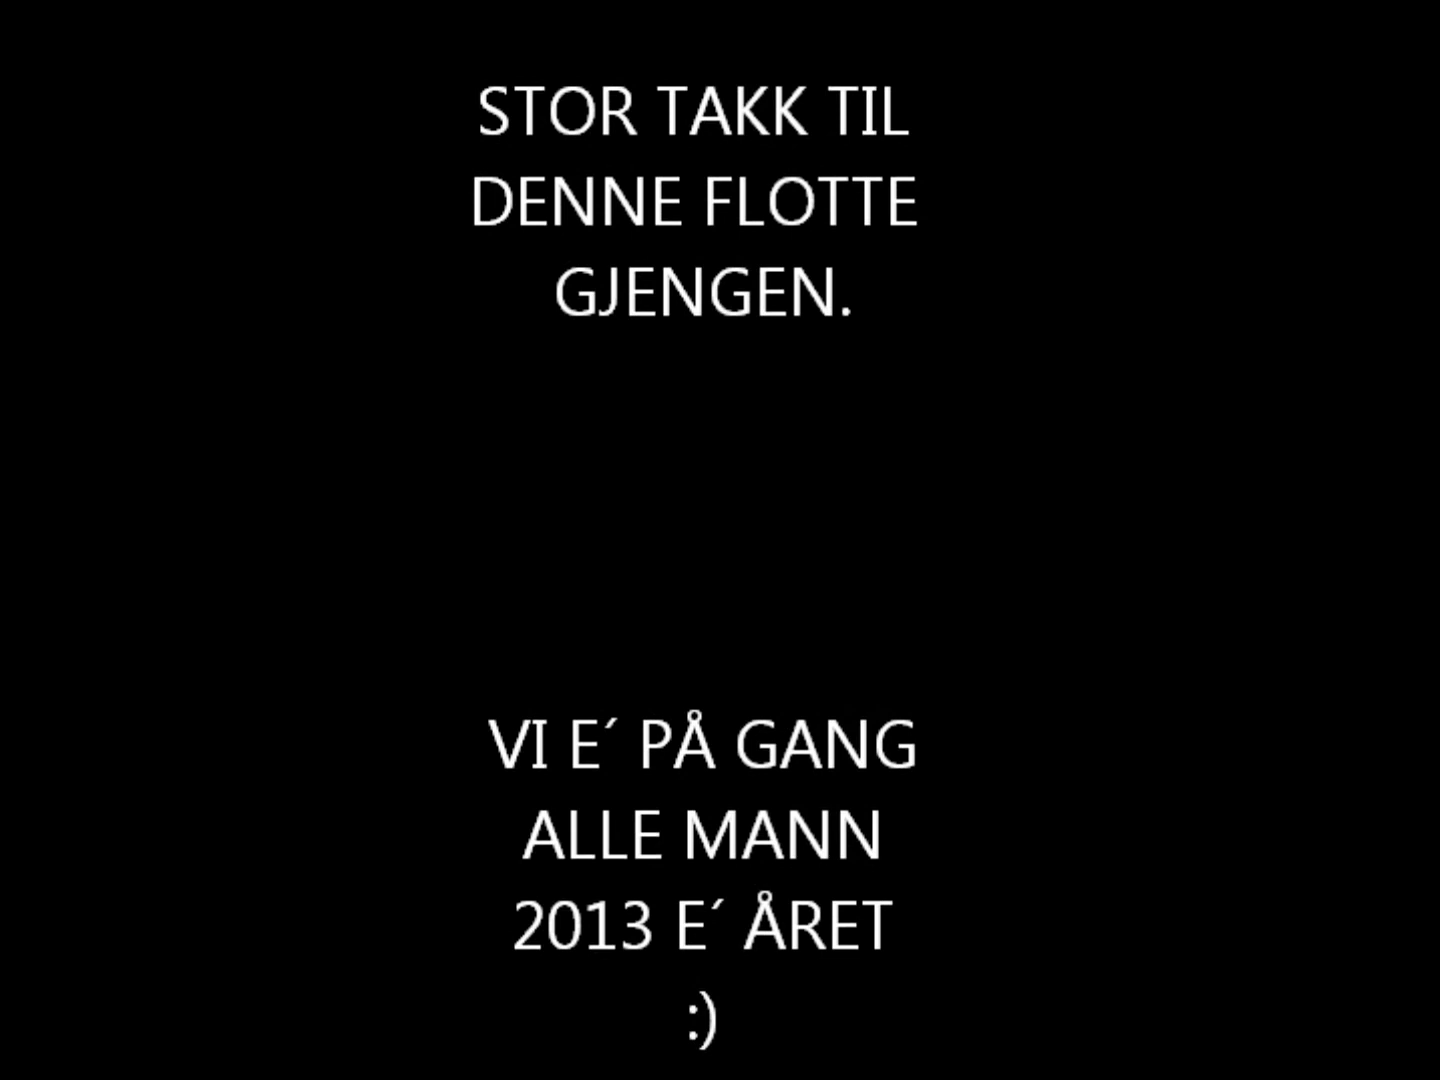 STOR TAKK TIL
DENNE FLOTTE
GJENGEN.
VI E´ PÅ GANG
ALLE MANN
2013 E´ ÅRET
:)